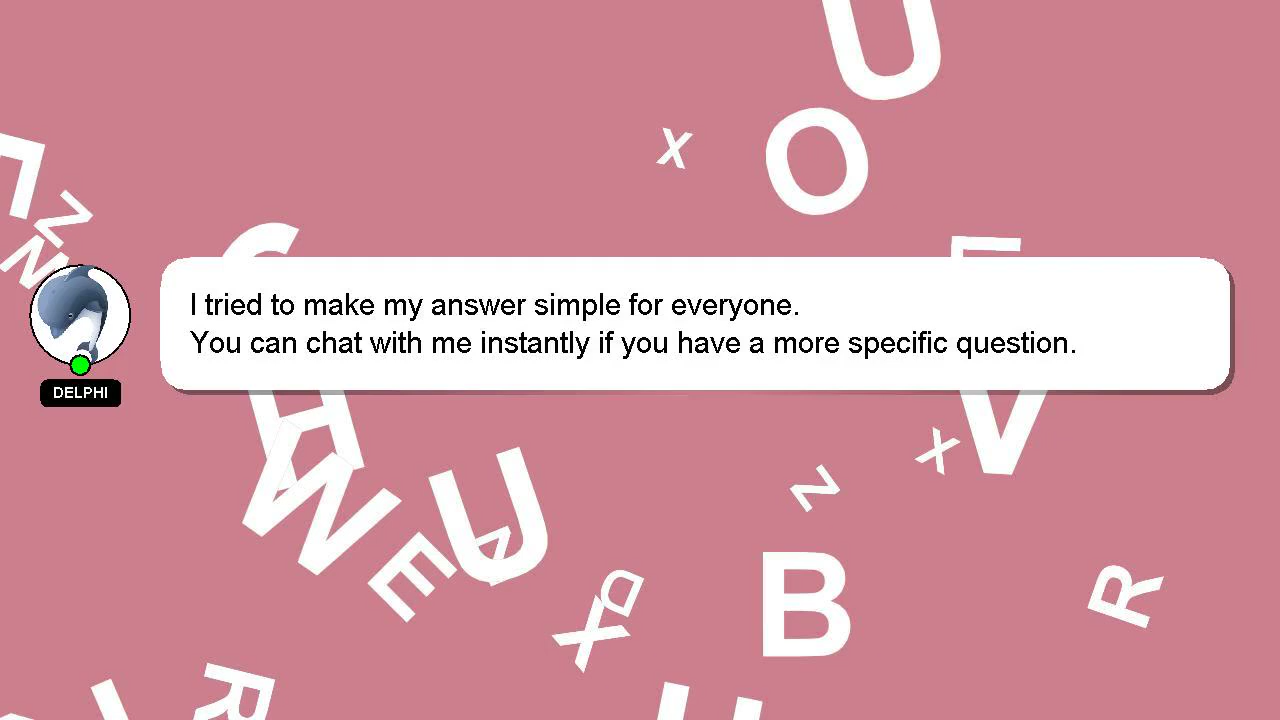 U
O
X
Z
N
I tried to make my answer simple for everyone.
You can chat with me instantly if you have a more specific question.
DELPHI
V
X
W
U
Z
E
Z
D
X
B
R
R